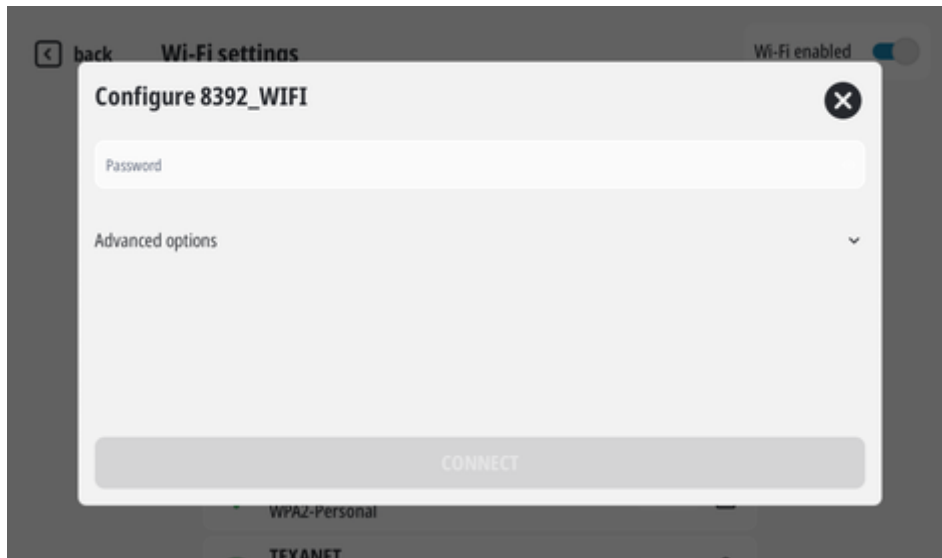 back
Wi-Fi settings
Wi-Fi enabled
Configure 8392_WIFI
Password
Advanced options
CONNECT
WPA2-Personal
TEXANET